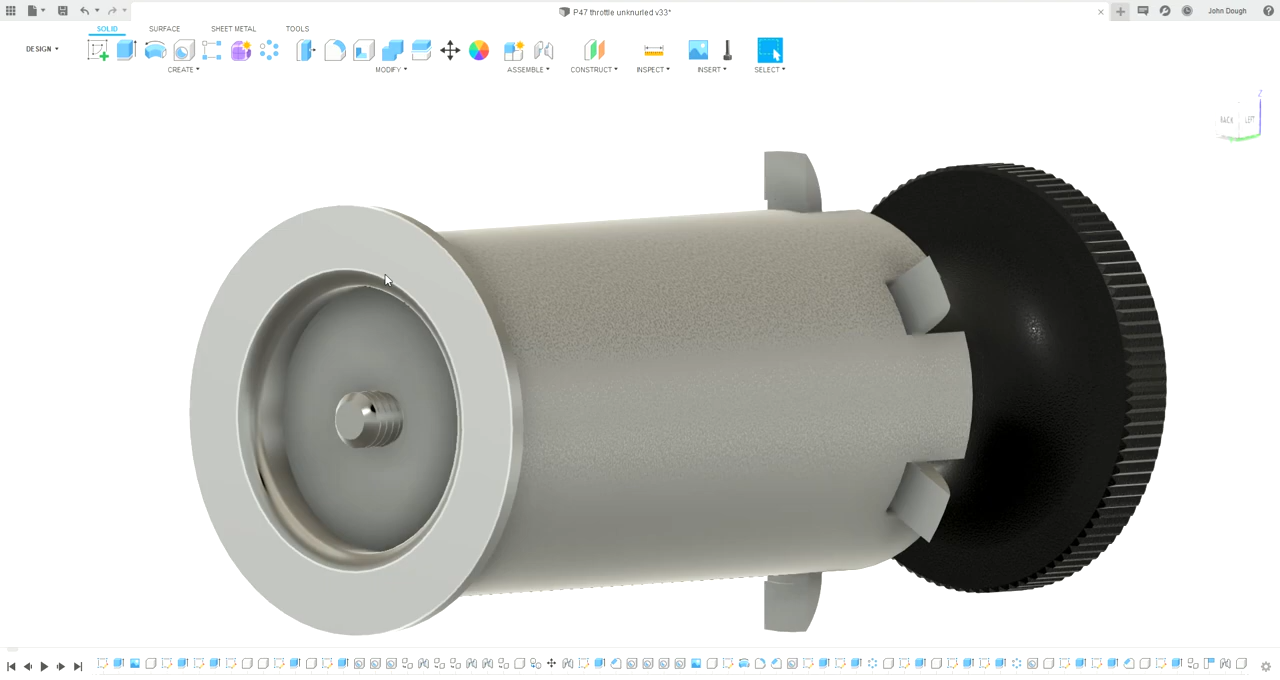 P47 throttle unknurled v33*
John Dough
SOLID SURFACE SHEET METAL TOOLS
DESIGN
CREATE MODIFY ASSEMBLE CONSTRUCT INSPECT INSERT SELECT
Z
BACK LEFT